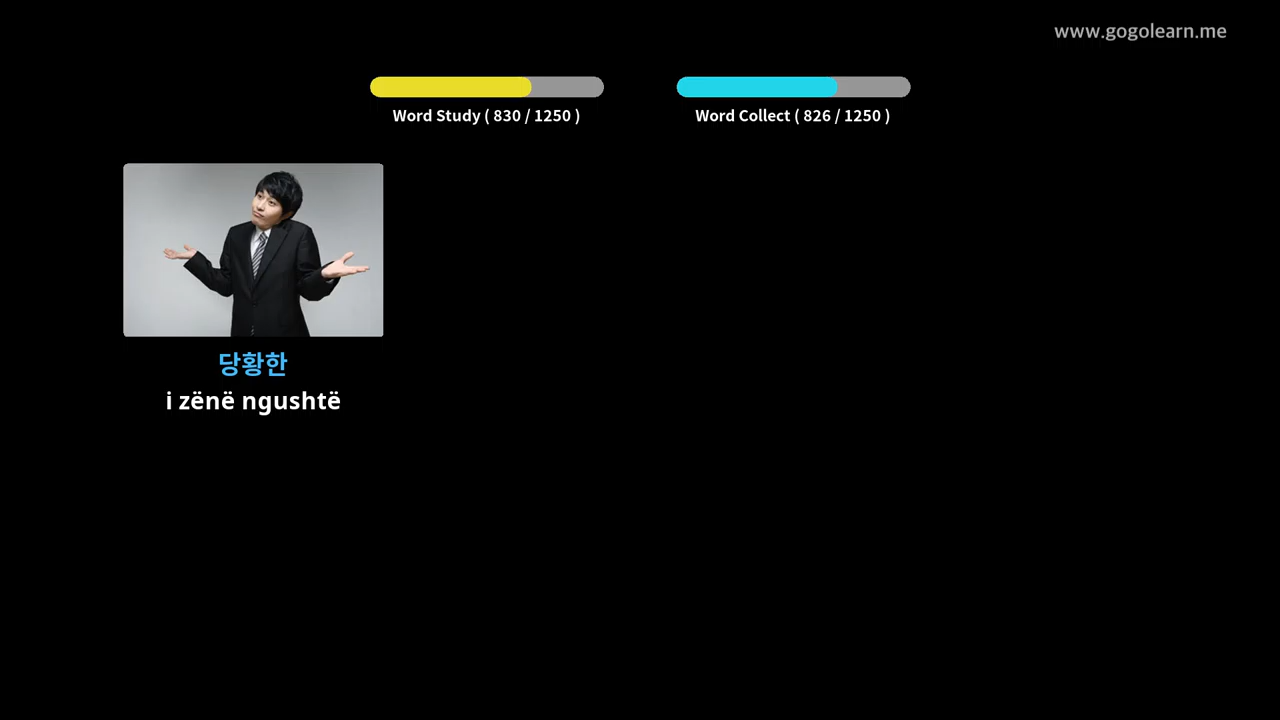 www.gogolearn.me
Word Study ( 830 / 1250 )
Word Collect ( 826 / 1250 )
당황한
i zënë ngushtë